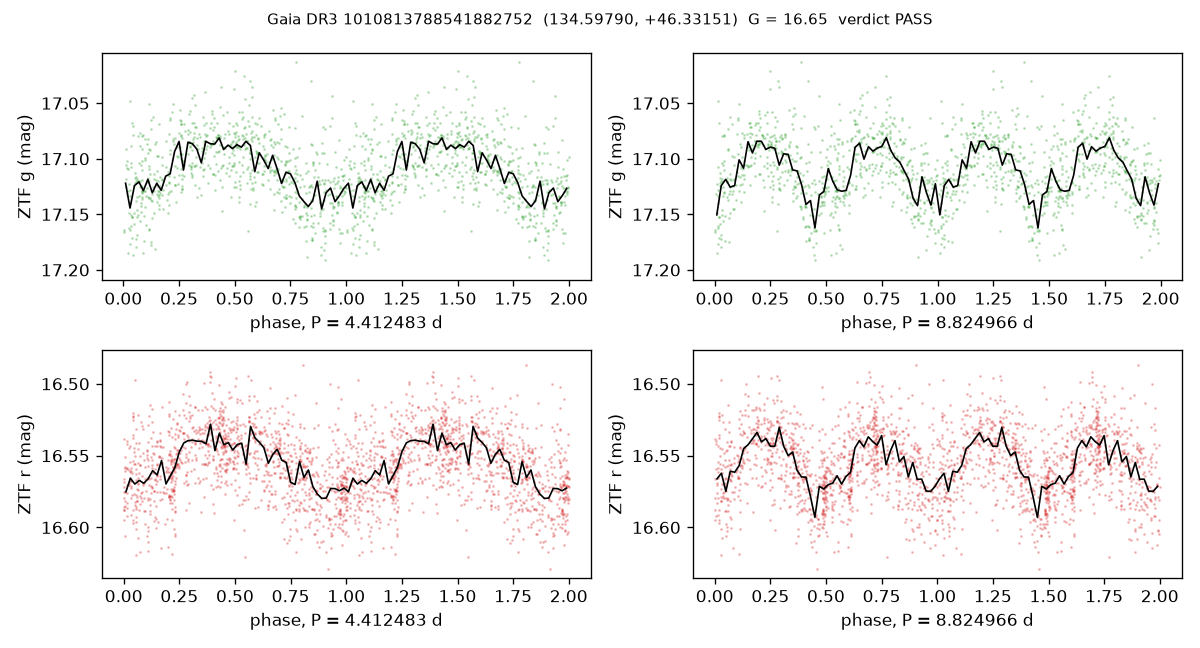 Gaia DR3 1010813788541882752 (134.59790, +46.33151) G = 16.65 verdict PASS
ZTF g (mag)
17.05
17.10
17.15
17.20
0.00 0.25 0.50 0.75 1.00 1.25 1.50 1.75 2.00
phase, P = 4.412483 d
ZTF g (mag)
17.05
17.10
17.15
17.20
0.00 0.25 0.50 0.75 1.00 1.25 1.50 1.75 2.00
phase, P = 8.824966 d
ZTF r (mag)
16.50
16.55
16.60
0.00 0.25 0.50 0.75 1.00 1.25 1.50 1.75 2.00
phase, P = 4.412483 d
ZTF r (mag)
16.50
16.55
16.60
0.00 0.25 0.50 0.75 1.00 1.25 1.50 1.75 2.00
phase, P = 8.824966 d